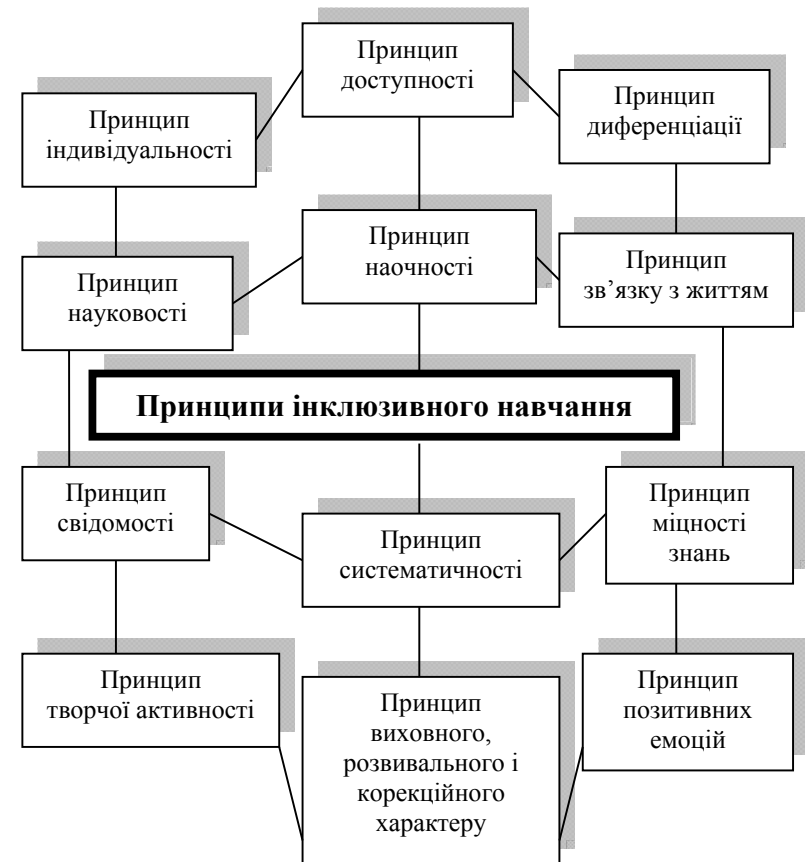 Принцип
доступності
Принцип
індивідуальності
Принцип
диференціації
Принцип
наочності
Принцип
науковості
Принцип
зв’язку з життям
Принципи інклюзивного навчання
Принцип
свідомості
Принцип
систематичності
Принцип
міцності
знань
Принцип
творчої активності
Принцип
виховного,
розвивального і
корекційного
характеру
Принцип
позитивних
емоцій